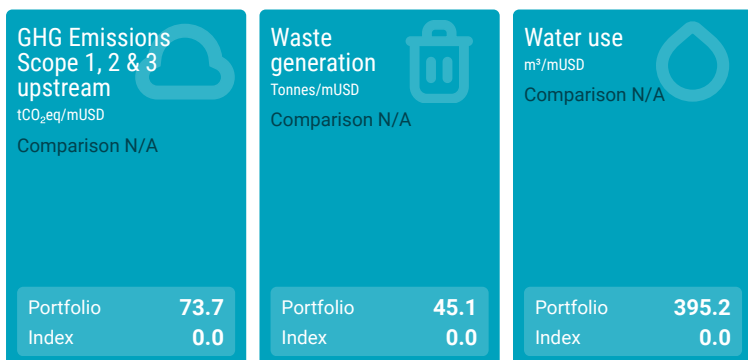 GHG Emissions
Scope 1, 2 & 3
upstream
tCO₂eq/mUSD
Comparison N/A
Portfolio 73.7
Index 0.0
Waste
generation
Tonnes/mUSD
Comparison N/A
Portfolio 45.1
Index 0.0
Water use
m³/mUSD
Comparison N/A
Portfolio 395.2
Index 0.0